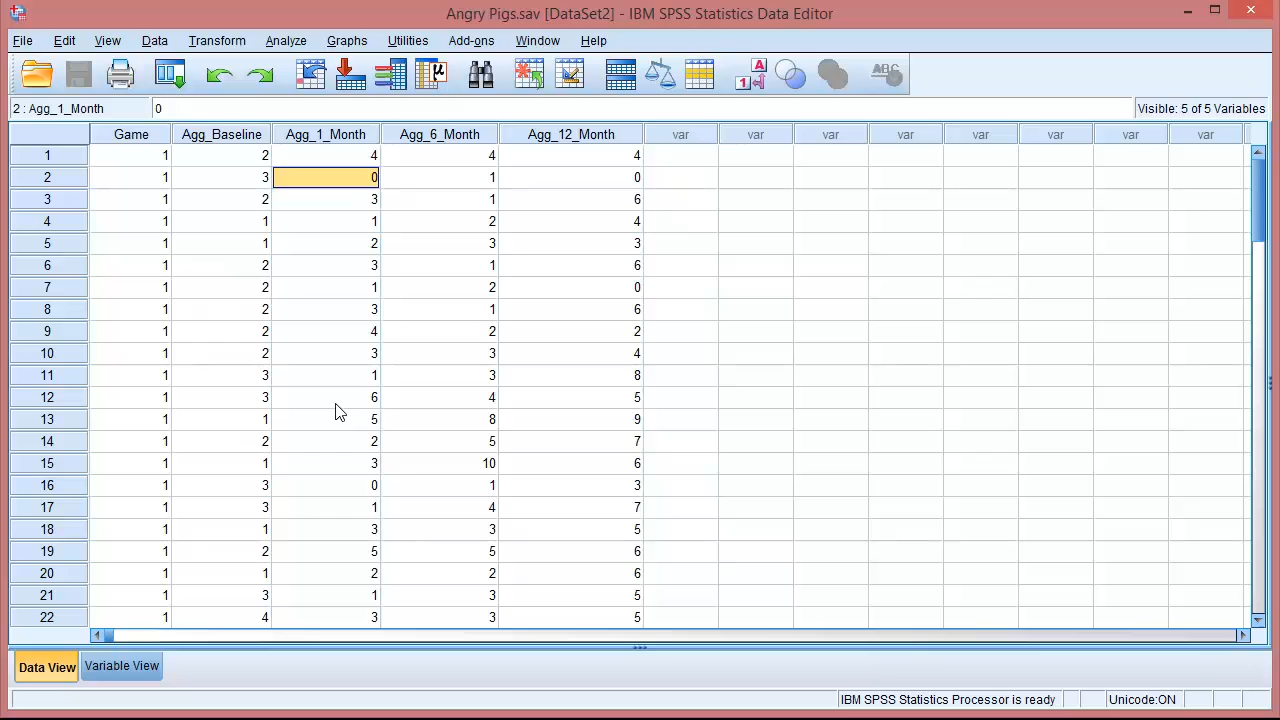 Angry Pigs.sav [DataSet2] - IBM SPSS Statistics Data Editor
File Edit View Data Transform Analyze Graphs Utilities Add-ons Window Help
2 : Agg_1_Month 0 Visible: 5 of 5 Variables
Game Agg_Baseline Agg_1_Month Agg_6_Month Agg_12_Month var var var var var var var var
1 1 2 4 4 4
2 1 3 0 1 0
3 1 2 3 1 6
4 1 1 1 2 4
5 1 1 2 3 3
6 1 2 3 1 6
7 1 2 1 2 0
8 1 2 3 1 6
9 1 2 4 2 2
10 1 2 3 3 4
11 1 3 1 3 8
12 1 3 6 4 5
13 1 1 5 8 9
14 1 2 2 5 7
15 1 1 3 10 6
16 1 3 0 1 3
17 1 3 1 4 7
18 1 1 3 3 5
19 1 2 5 5 6
20 1 1 2 2 6
21 1 3 1 3 5
22 1 4 3 3 5
Data View Variable View
IBM SPSS Statistics Processor is ready Unicode:ON